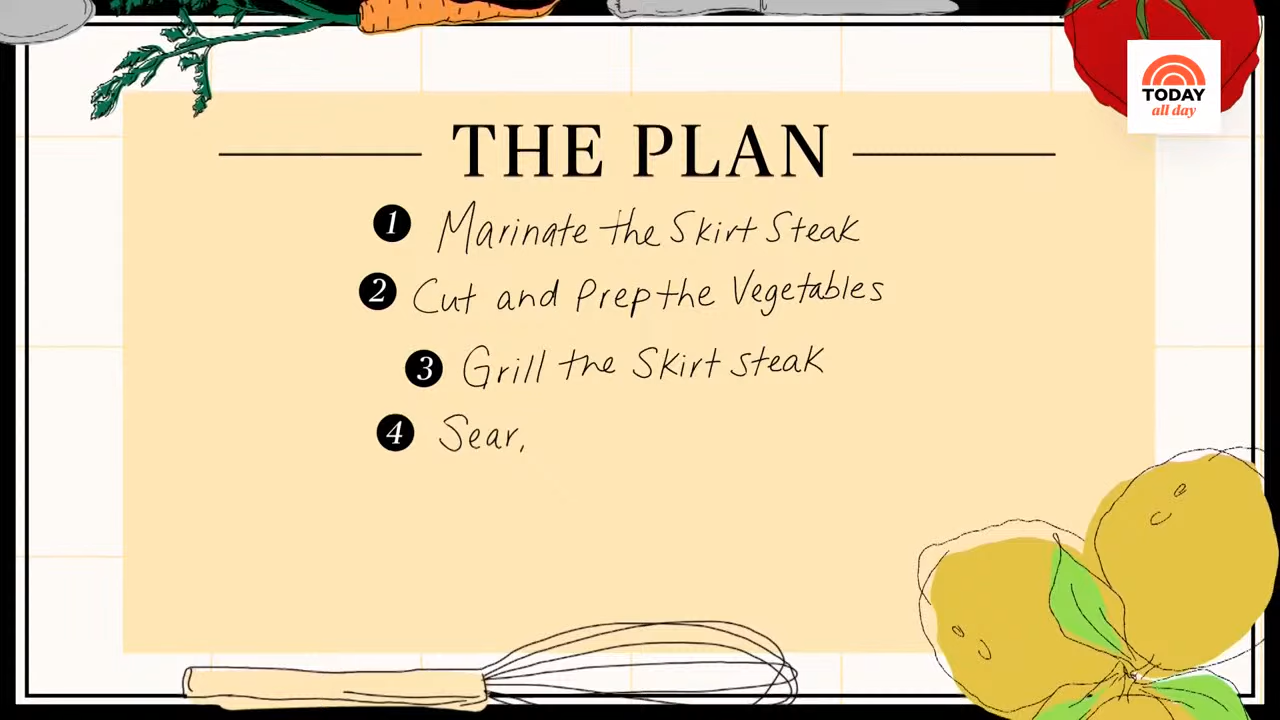 TODAY
all day
THE PLAN
1 Marinate the Skirt Steak
2 Cut and Prep the Vegetables
3 Grill the Skirt Steak
4 Sear,